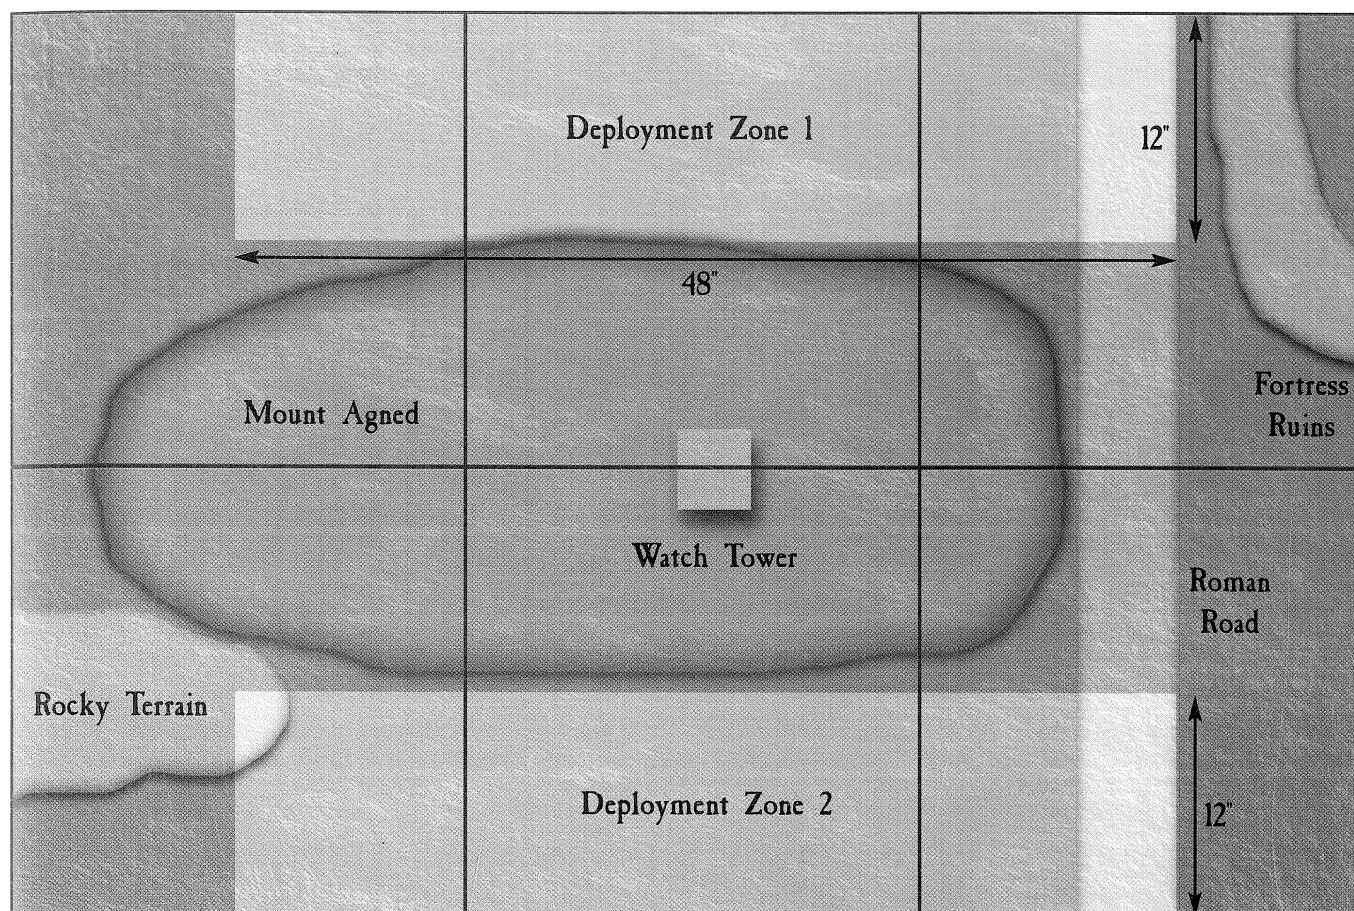 Deployment Zone 1
12"
48"
Fortress
Ruins
Mount Agned
Watch Tower
Roman
Road
Rocky Terrain
Deployment Zone 2
12"